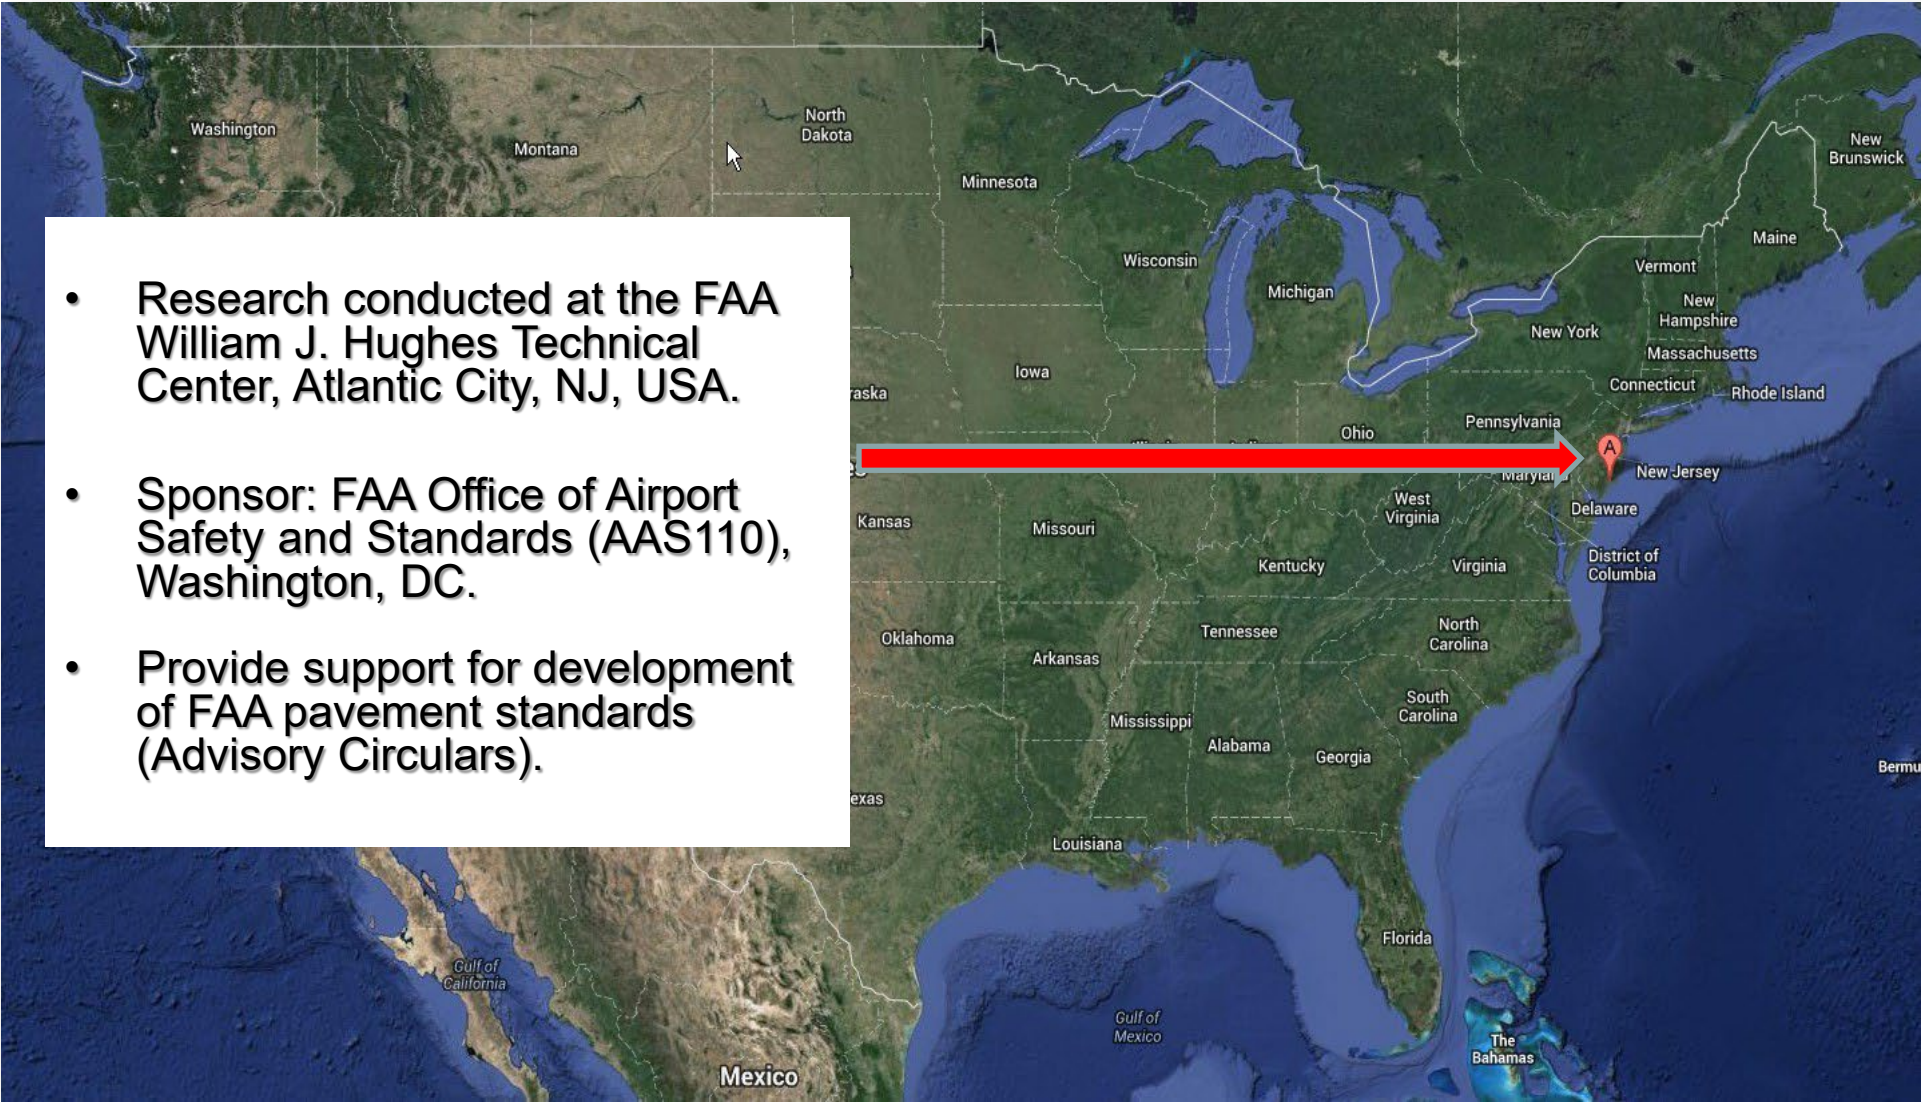 Washington
Montana
North
Dakota
Minnesota
New
Brunswick
Maine
Wisconsin
Vermont
Michigan
New
Hampshire
New York
Massachusetts
Iowa
Connecticut
Rhode Island
• Research conducted at the FAA
William J. Hughes Technical
Center, Atlantic City, NJ, USA.
• Sponsor: FAA Office of Airport
Safety and Standards (AAS110),
Washington, DC.
• Provide support for development
of FAA pavement standards
(Advisory Circulars).
raska
Pennsylvania
Ohio
A
New Jersey
West
Virginia
Delaware
Kansas
Missouri
Kentucky
Virginia
District of
Columbia
Oklahoma
Tennessee
North
Carolina
Arkansas
South
Carolina
Mississippi
Alabama
Georgia
Bermu
exas
Louisiana
Florida
Gulf of
California
Gulf of
Mexico
The
Bahamas
Mexico